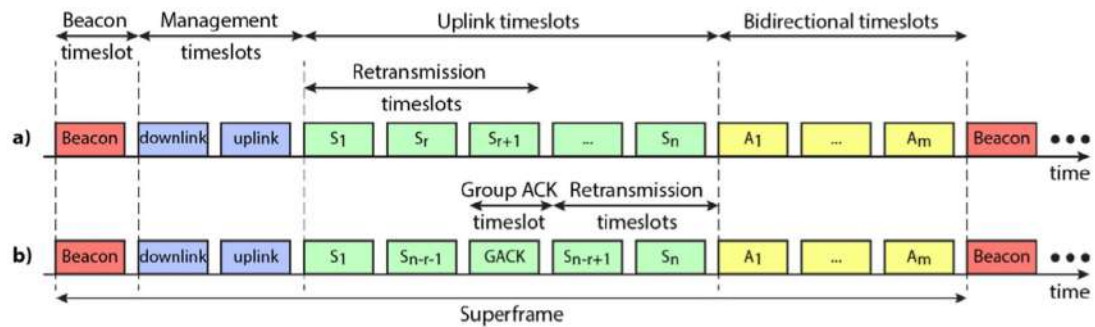 Beacon Management Uplink timeslots Bidirectional timeslots
timeslot timeslots
Retransmission
timeslots
a) Beacon downlink uplink S1 Sr Sr+1 ... Sn A1 ... Am Beacon
time
Group ACK Retransmission
timeslot timeslots
b) Beacon downlink uplink S1 Sn-r-1 GACK Sn-r+1 Sn A1 ... Am Beacon
time
Superframe